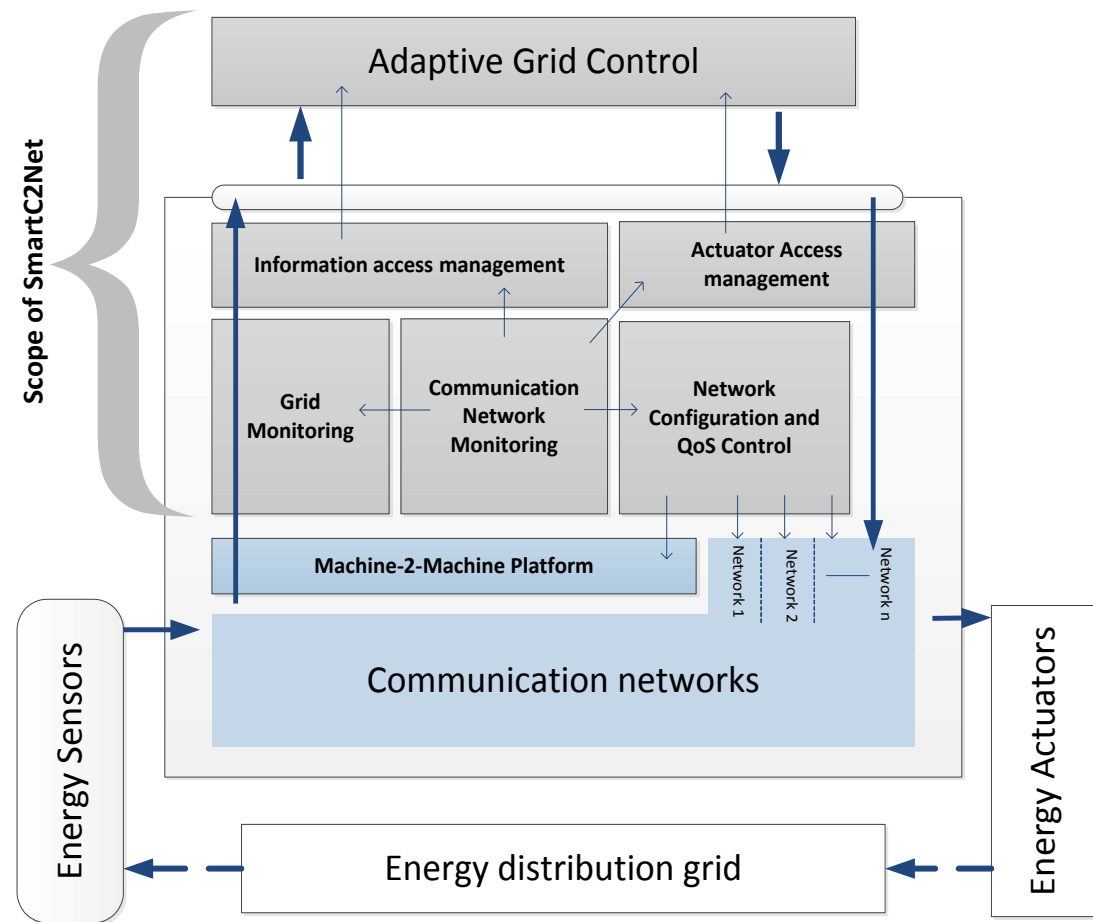 Adaptive Grid Control
Scope of SmartC2Net
Information access management
Actuator Access
management
Grid
Monitoring
Communication
Network
Monitoring
Network
Configuration and
QoS Control
Machine-2-Machine Platform
Network 1
Network 2
Network n
Communication networks
Energy Sensors
Energy Actuators
Energy distribution grid